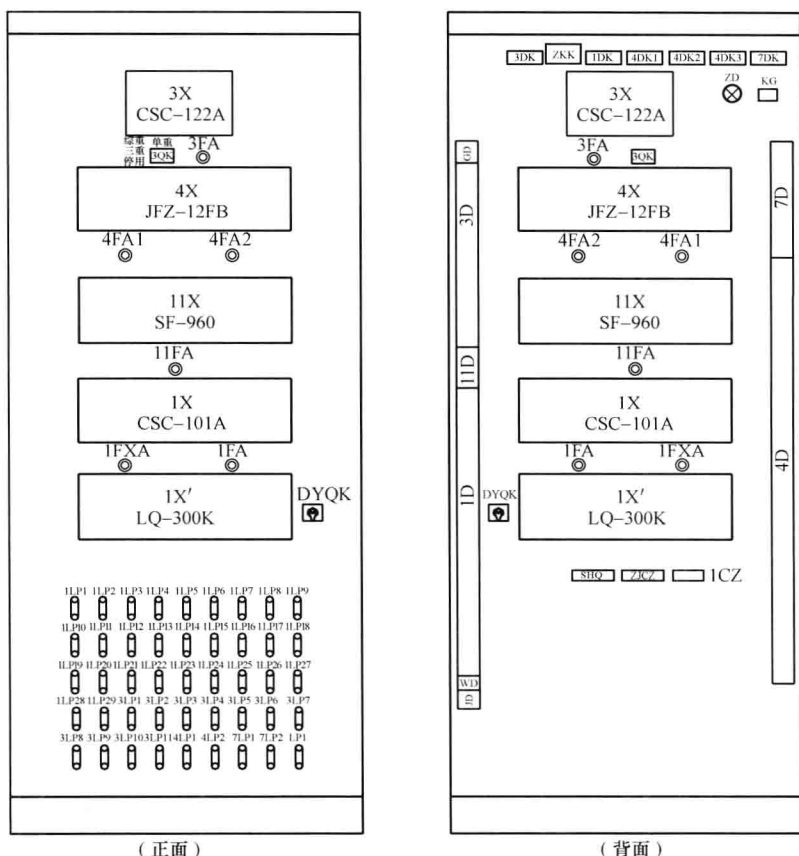 3X
CSC-122A
综重 单重
三重 3QK 3FA
停用
4X
JFZ-12FB
4FA1 4FA2
11X
SF-960
11FA
1X
CSC-101A
1FXA 1FA
1X′
LQ-300K
DYQK
1LP1 1LP2 1LP3 1LP4 1LP5 1LP6 1LP7 1LP8 1LP9
1LP10 1LP11 1LP12 1LP13 1LP14 1LP15 1LP16 1LP17 1LP18
1LP19 1LP20 1LP21 1LP22 1LP23 1LP24 1LP25 1LP26 1LP27
1LP28 1LP29 3LP1 3LP2 3LP3 3LP4 3LP5 3LP6 3LP7
3LP8 3LP9 3LP10 3LP11 4LP1 4LP2 7LP1 7LP2 LP1
(正面)
3DK ZKK 1DK 4DK1 4DK2 4DK3 7DK
ZD KG
3X
CSC-122A
3FA 3QK
4X
JFZ-12FB
4FA2 4FA1
11X
SF-960
11FA
1X
CSC-101A
1FA 1FXA
DYQK
1X′
LQ-300K
SHQ ZJCZ 1CZ
GD
3D
11D
1D
WD
JD
7D
4D
(背面)